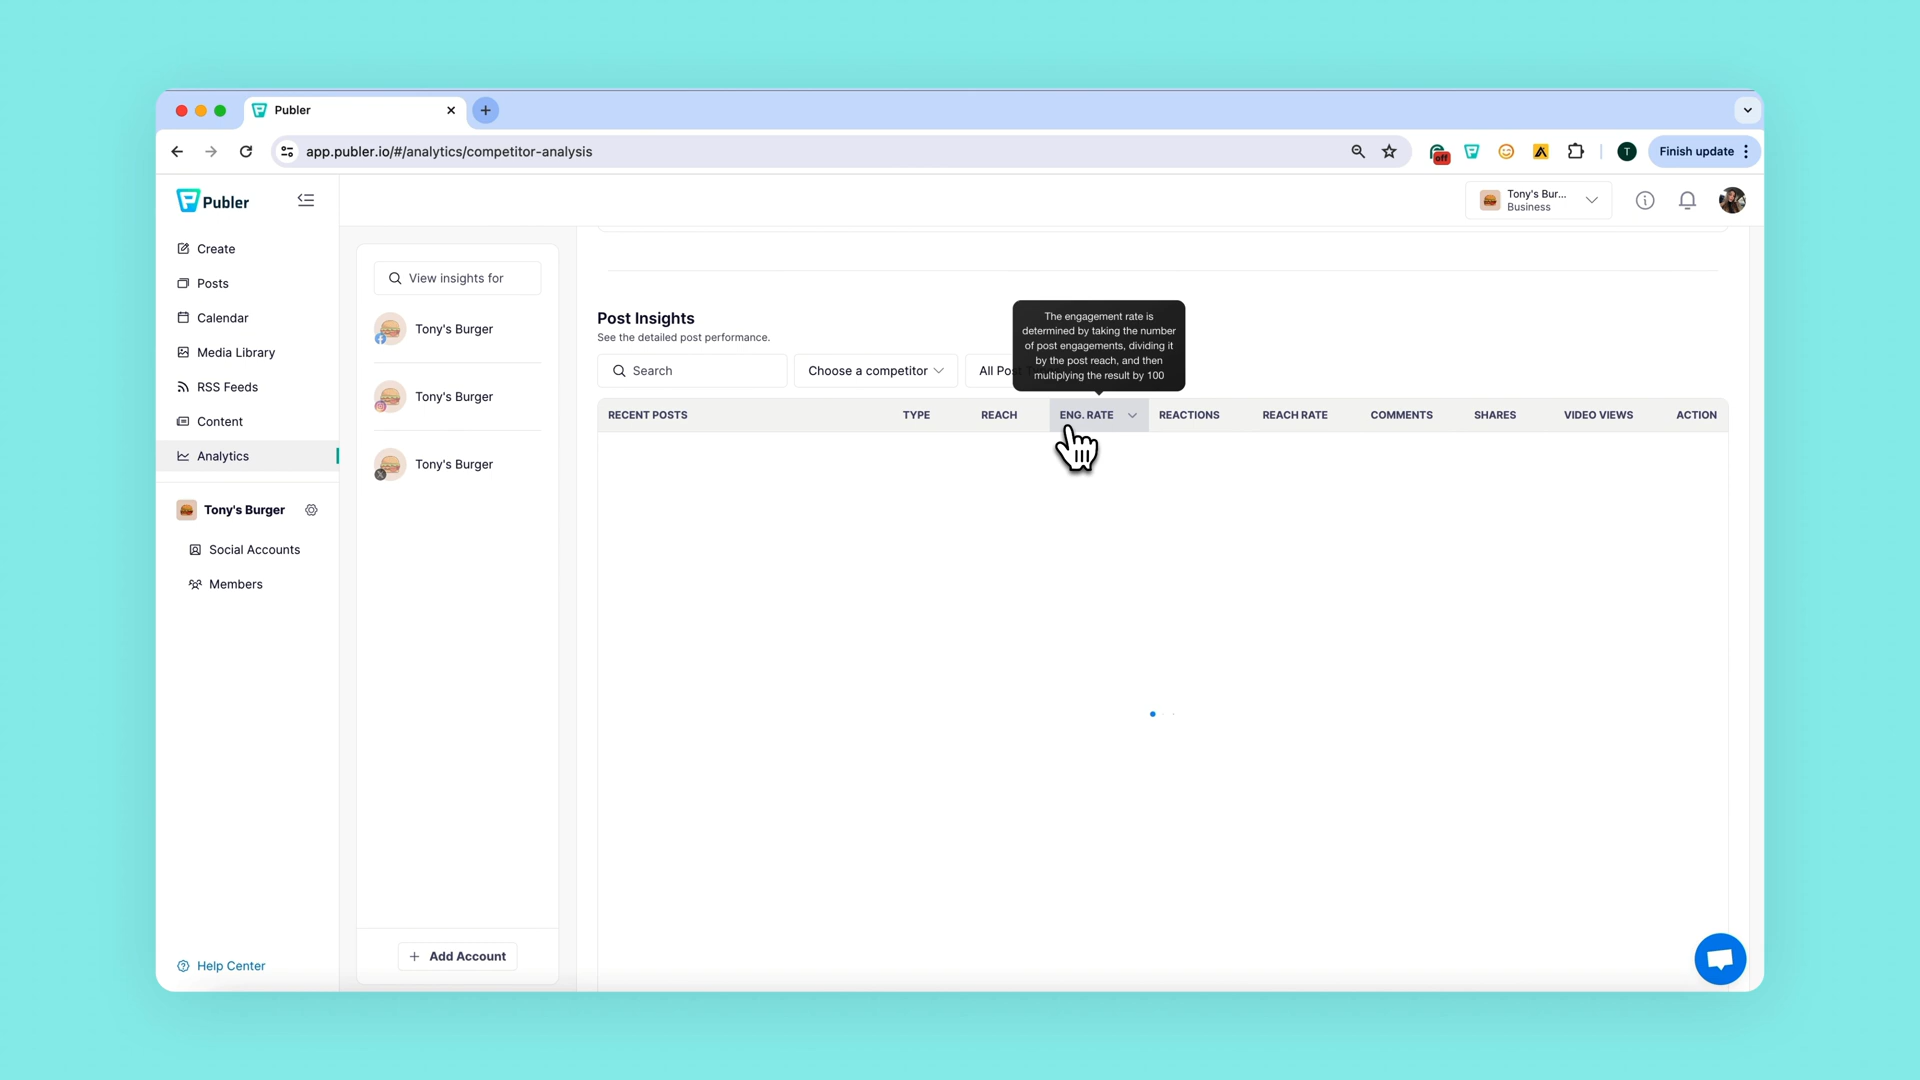 Publer
app.publer.io/#/analytics/competitor-analysis
off
T
Finish update
Publer
Tony's Bur...
Business
Create
Posts
Calendar
Media Library
RSS Feeds
Content
Analytics
Tony's Burger
Social Accounts
Members
Help Center
View insights for
Tony's Burger
Tony's Burger
Tony's Burger
Add Account
Post Insights
See the detailed post performance.
The engagement rate is
determined by taking the number
of post engagements, dividing it
by the post reach, and then
multiplying the result by 100
Search
Choose a competitor
All Po
RECENT POSTS
TYPE
REACH
ENG. RATE
REACTIONS
REACH RATE
COMMENTS
SHARES
VIDEO VIEWS
ACTION